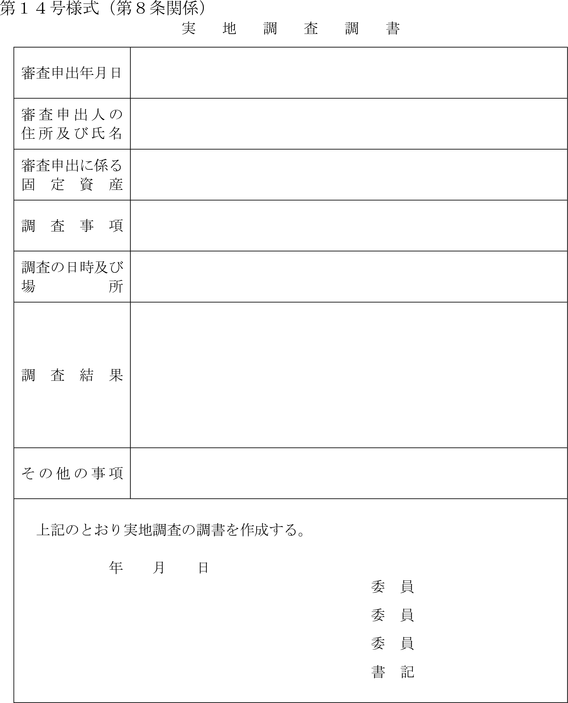 第１４号様式（第８条関係）
実　地　調　査　調　書
審査申出年月日
審査申出人の
住所及び氏名
審査申出に係る
固　定　資　産
調　査　事　項
調査の日時及び
場　　　　　所
調　査　結　果
その他の事項
上記のとおり実地調査の調書を作成する。
年　　月　　日
委　員
委　員
委　員
書　記